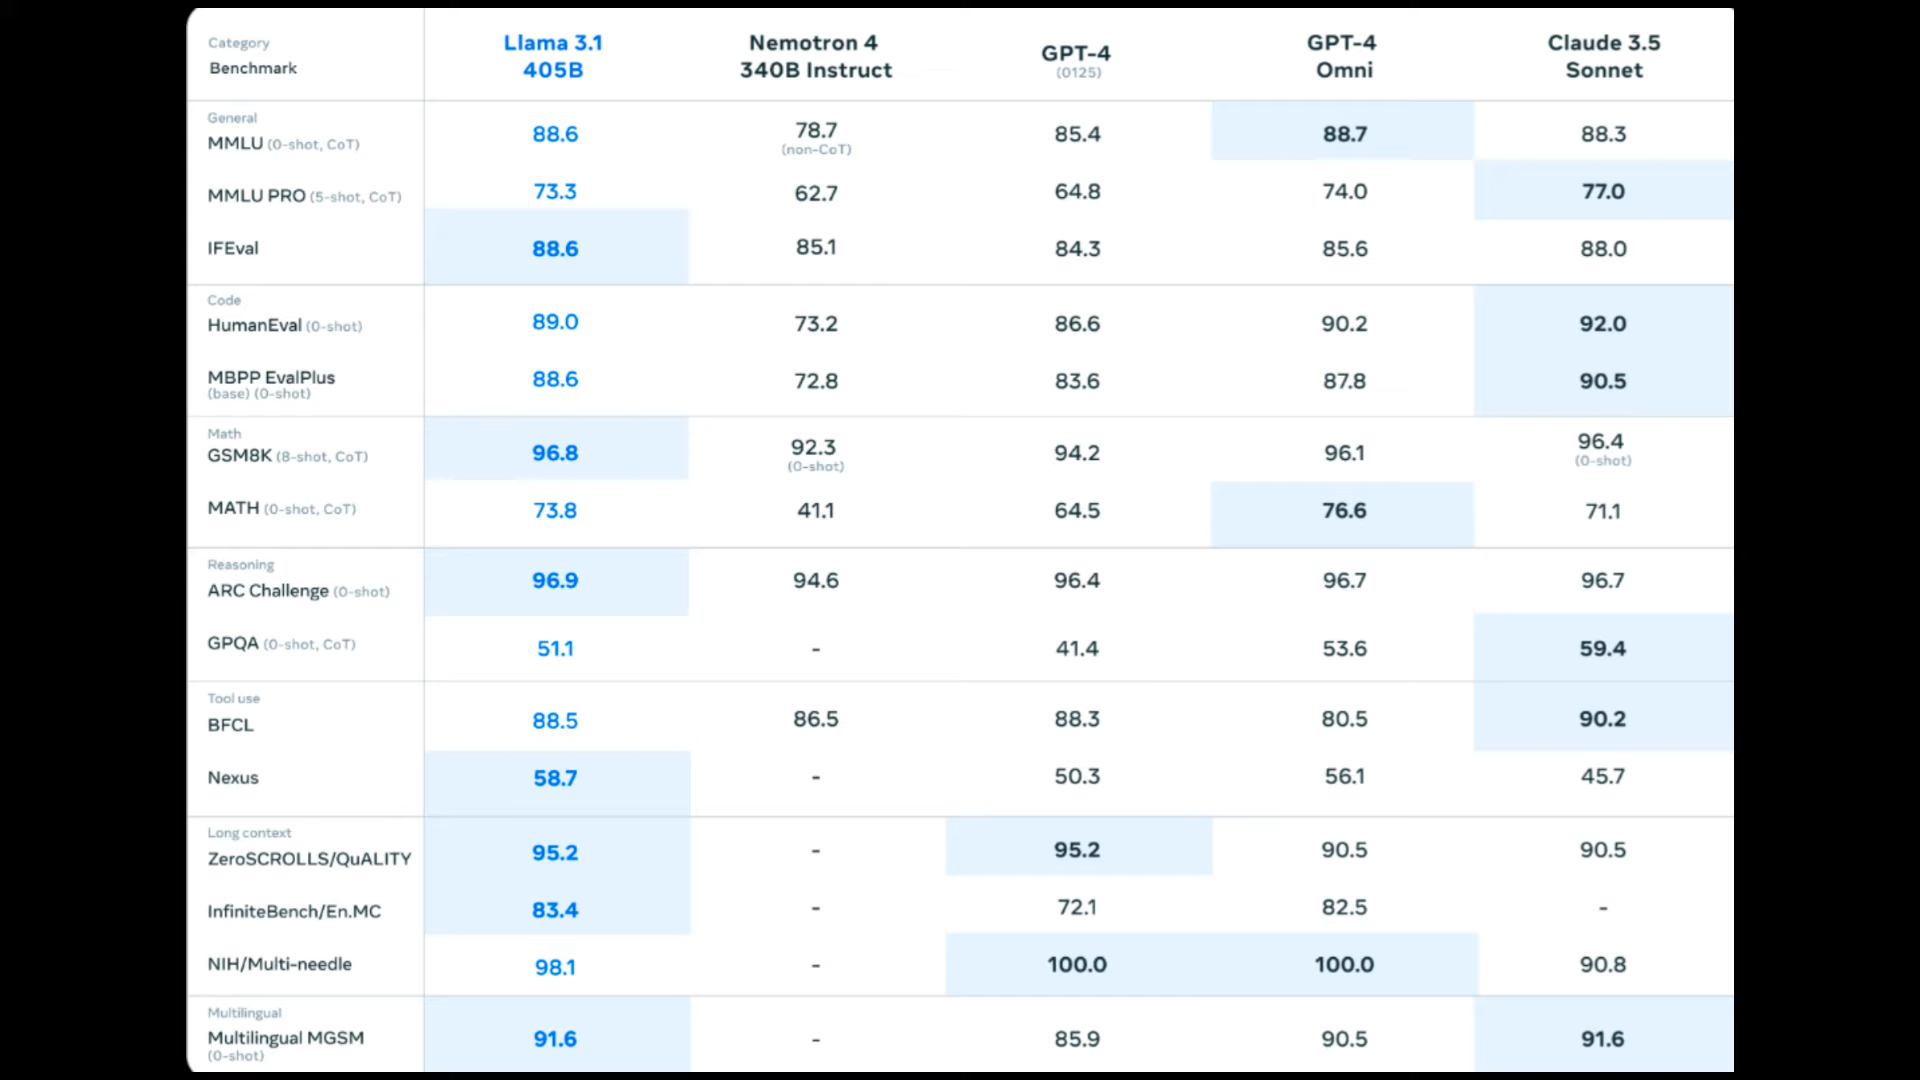 Category
Benchmark
Llama 3.1
405B
Nemotron 4
340B Instruct
GPT-4
(0125)
GPT-4
Omni
Claude 3.5
Sonnet
General
MMLU (0-shot, CoT)
88.6
78.7
(non-CoT)
85.4
88.7
88.3
MMLU PRO (5-shot, CoT)
73.3
62.7
64.8
74.0
77.0
IFEval
88.6
85.1
84.3
85.6
88.0
Code
HumanEval (0-shot)
89.0
73.2
86.6
90.2
92.0
MBPP EvalPlus
(base) (0-shot)
88.6
72.8
83.6
87.8
90.5
Math
GSM8K (8-shot, CoT)
96.8
92.3
(0-shot)
94.2
96.1
96.4
(0-shot)
MATH (0-shot, CoT)
73.8
41.1
64.5
76.6
71.1
Reasoning
ARC Challenge (0-shot)
96.9
94.6
96.4
96.7
96.7
GPQA (0-shot, CoT)
51.1
-
41.4
53.6
59.4
Tool use
BFCL
88.5
86.5
88.3
80.5
90.2
Nexus
58.7
-
50.3
56.1
45.7
Long context
ZeroSCROLLS/QuALITY
95.2
-
95.2
90.5
90.5
InfiniteBench/En.MC
83.4
-
72.1
82.5
-
NIH/Multi-needle
98.1
-
100.0
100.0
90.8
Multilingual
Multilingual MGSM
(0-shot)
91.6
-
85.9
90.5
91.6